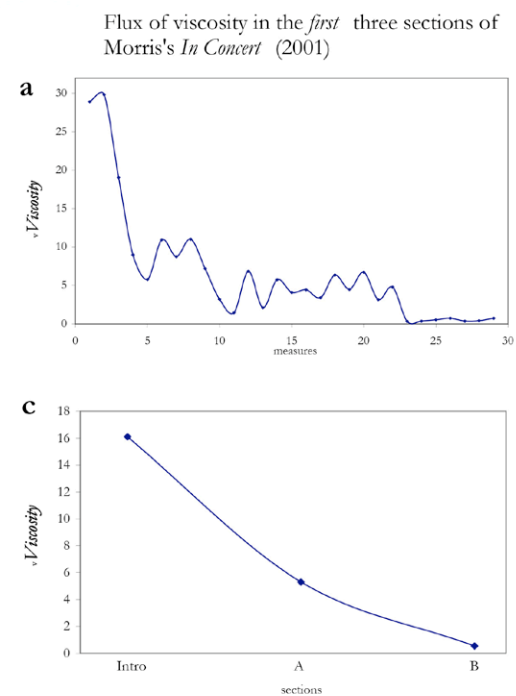 Flux of viscosity in the first three sections of
Morris's In Concert (2001)
a
30
25
20
15
10
5
0
vViscosity
0 5 10 15 20 25 30
measures
c
18
16
14
12
10
8
6
4
2
0
vViscosity
Intro A B
sections